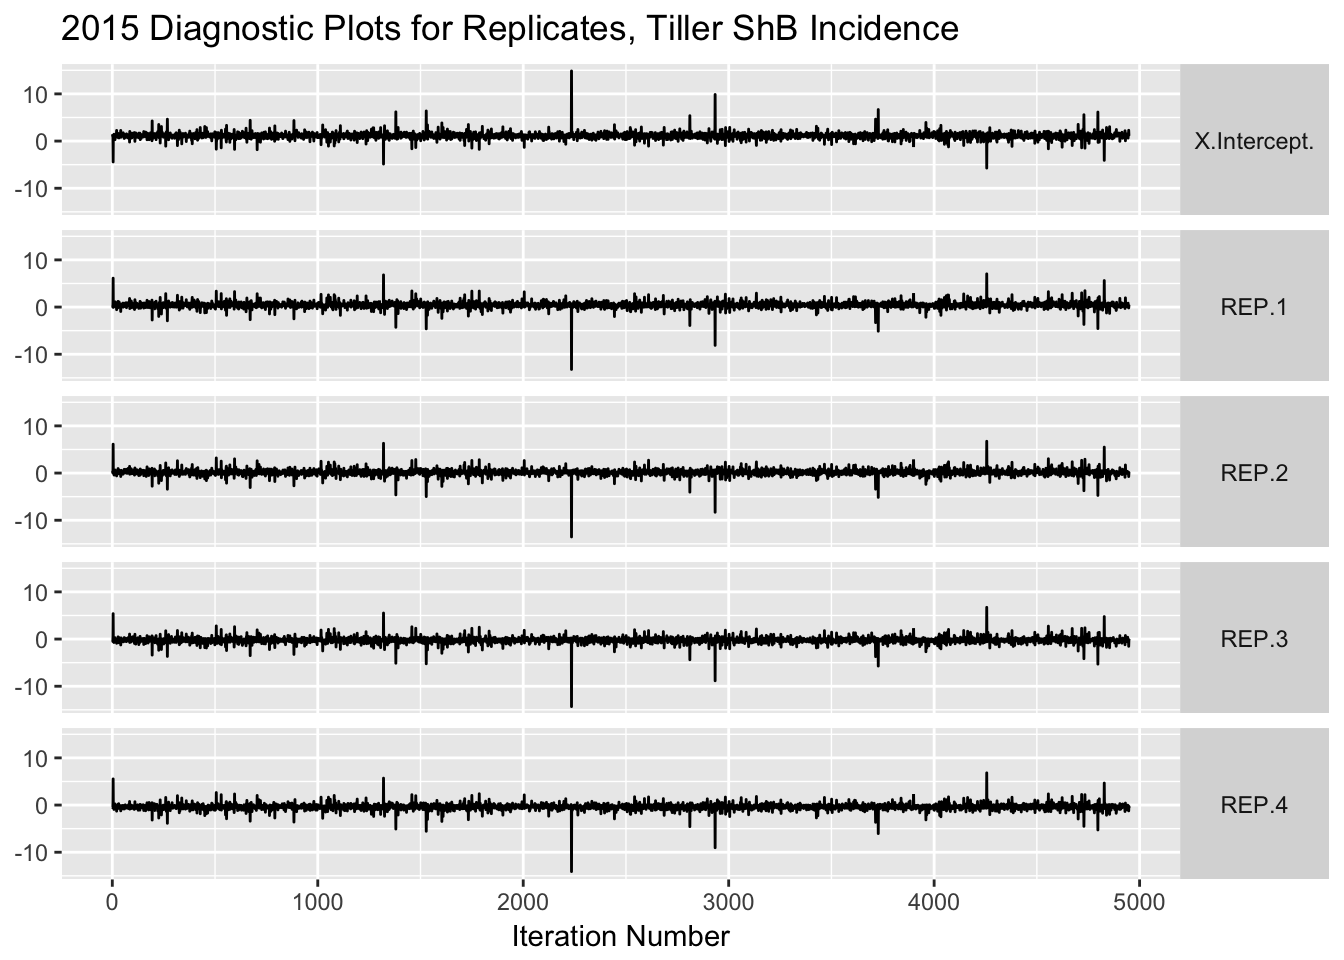 2015 Diagnostic Plots for Replicates, Tiller ShB Incidence
10
0
-10
X.Intercept.
10
0
-10
REP.1
10
0
-10
REP.2
10
0
-10
REP.3
10
0
-10
REP.4
0 1000 2000 3000 4000 5000
Iteration Number